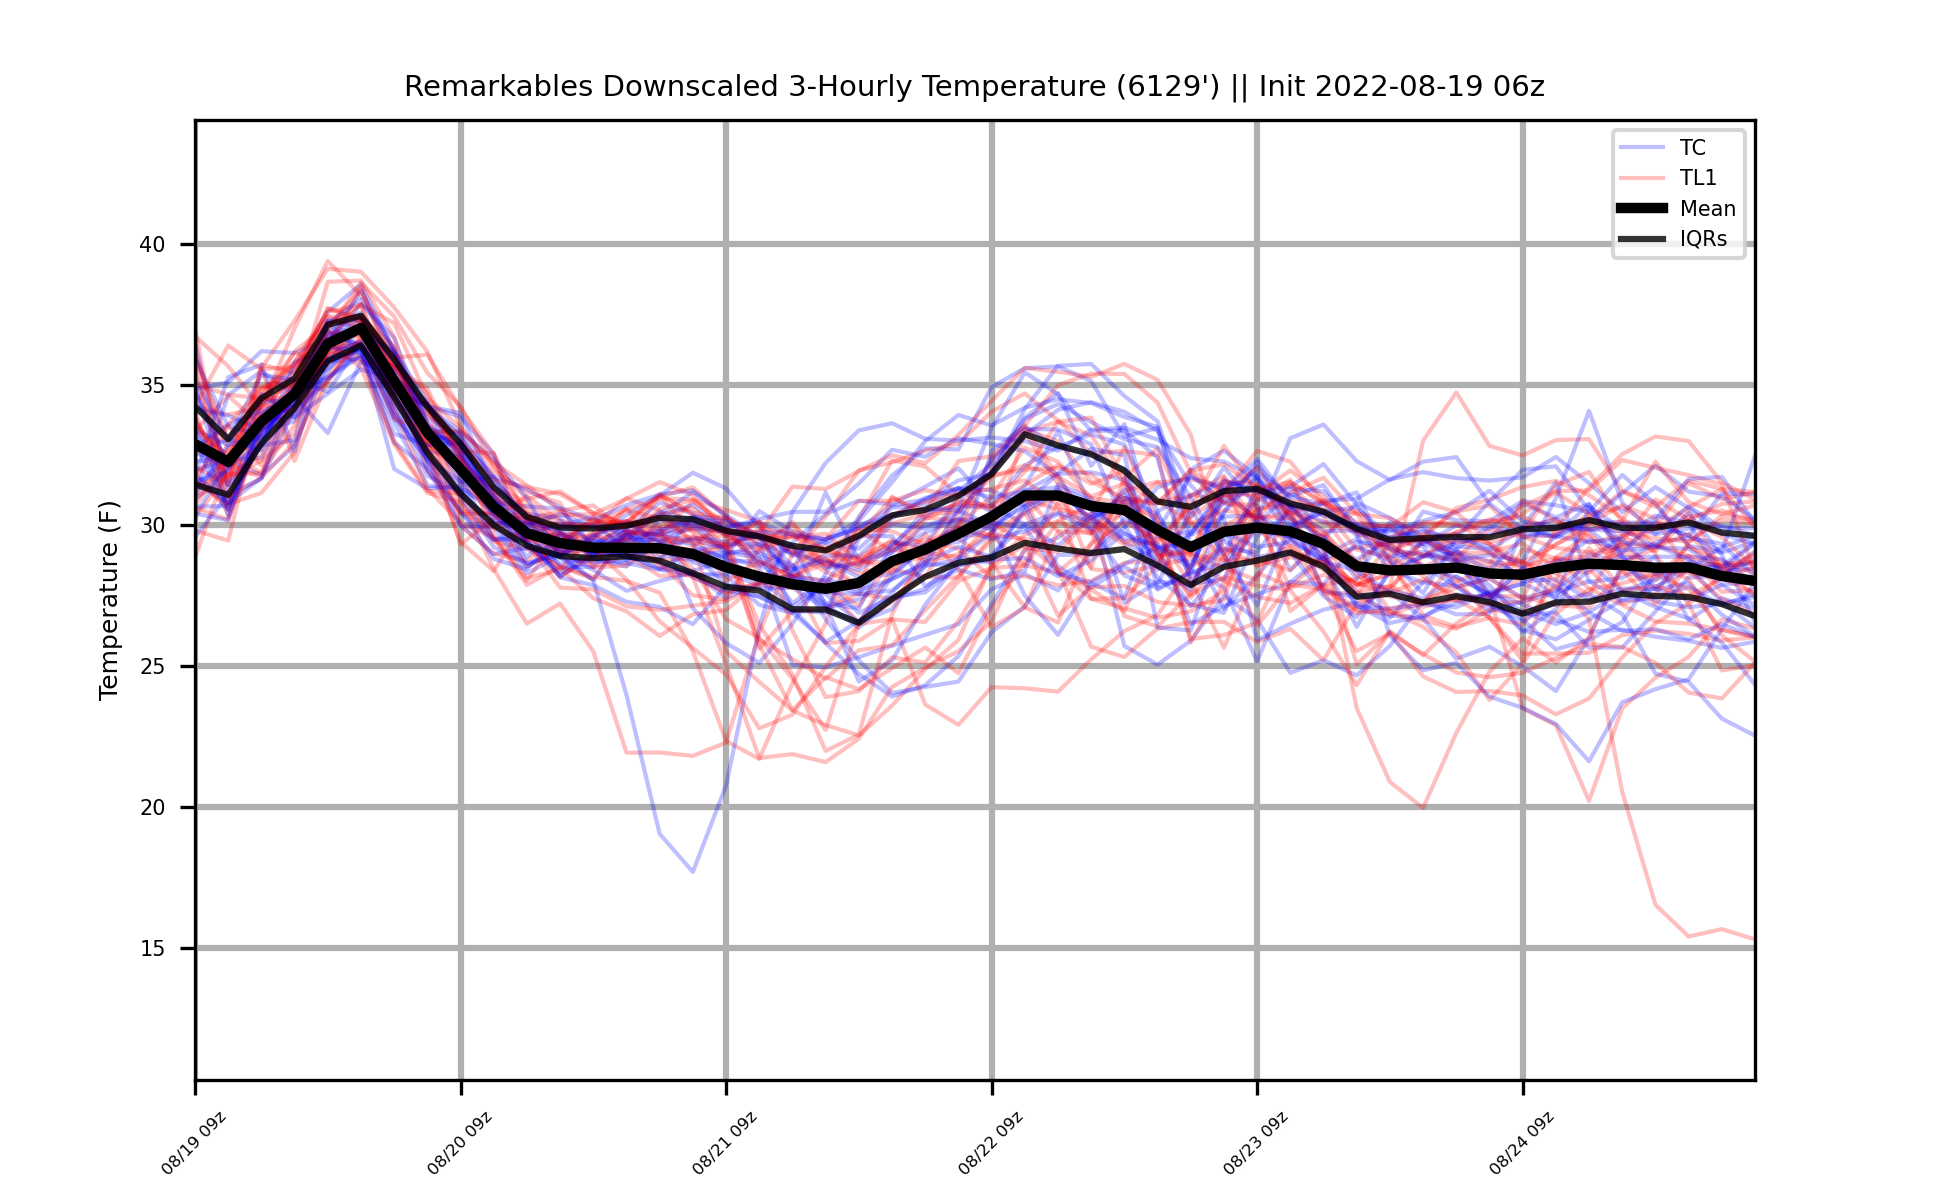 Remarkables Downscaled 3-Hourly Temperature (6129') || Init 2022-08-19 06z
TC
TL1
Mean
IQRs
Temperature (F)
40
35
30
25
20
15
08/19 09z
08/20 09z
08/21 09z
08/22 09z
08/23 09z
08/24 09z